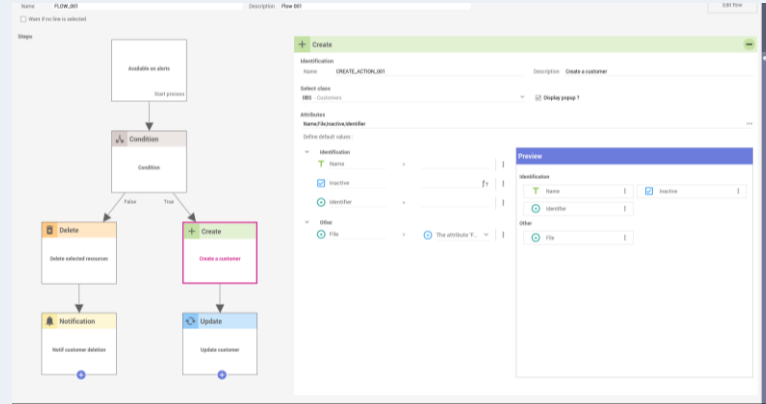 Name FLOW_001 Description Flow 001 Edit flow
Warn if no line is selected
Steps
Available on alerts
Start process
Condition
Condition
False True
Delete
Delete selected resources
Create
Create a customer
Notification
Notif customer deletion
Update
Update customer
Create
Identification
Name CREATE_ACTION_001 Description Create a customer
Select class
- Customers Display popup ?
Attributes
Name,File,Inactive,Identifier
Define default values :
Identification
Name
Inactive
Identifier
Other
File The attribute 'F...
Preview
Identification
Name Inactive
Identifier
Other
File